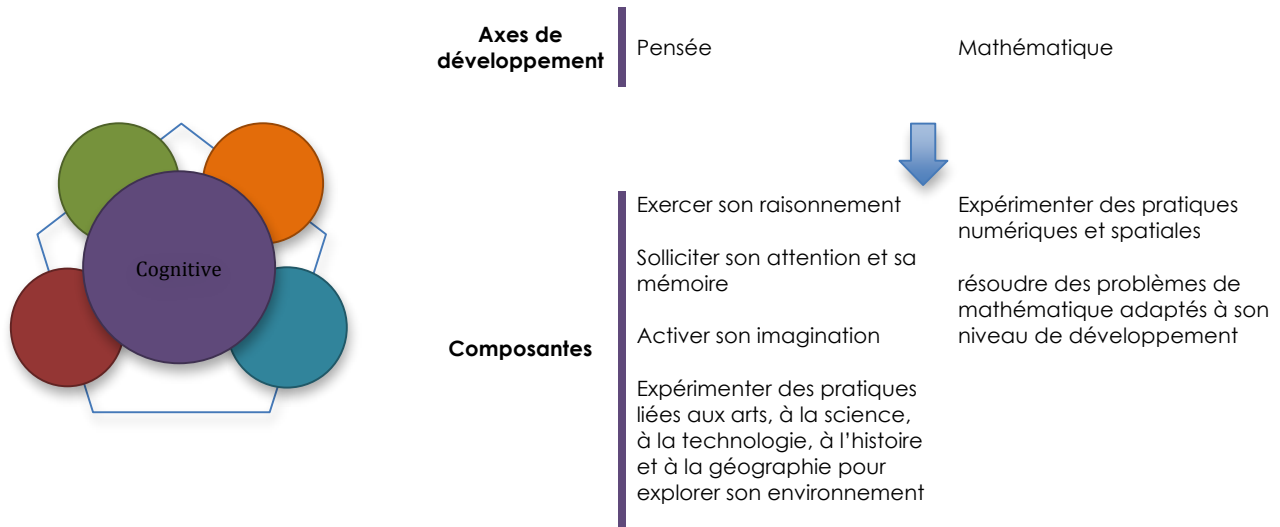 Axes de
développement
Pensée
Mathématique
Cognitive
Composantes
Exercer son raisonnement
Solliciter son attention et sa
mémoire
Activer son imagination
Expérimenter des pratiques
liées aux arts, à la science,
à la technologie, à l’histoire
et à la géographie pour
explorer son environnement
Expérimenter des pratiques
numériques et spatiales
résoudre des problèmes de
mathématique adaptés à son
niveau de développement